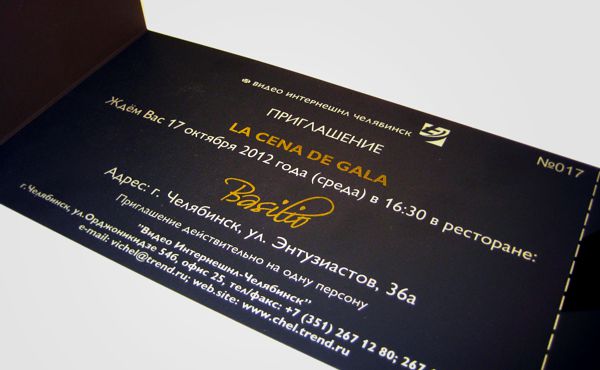 ВИДЕО ИНТЕРНЕШНЛ ЧЕЛЯБИНСК
№017
ПРИГЛАШЕНИЕ
LA CENA DE GALA
Ждём Вас 17 октября 2012 года (среда) в 16:30 в ресторане:
Basilio
Адрес: г. Челябинск, ул. Энтузиастов, 36а
Приглашение действительно на одну персону
"Видео Интернешнл-Челябинск"
г.Челябинск, ул.Орджоникидзе 54б, офис 25, тел/факс: +7 (351) 267 12 80; 267
e-mail: vichel@trend.ru; web.site: www.chel.trend.ru